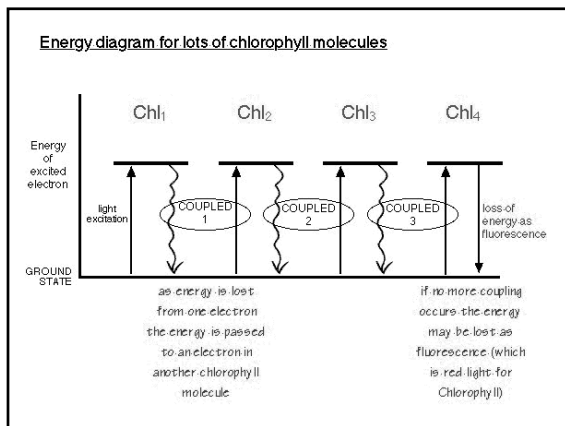 Energy diagram for lots of chlorophyll molecules
Chl1
Chl2
Chl3
Chl4
Energy
of
excited
electron
light
excitation
COUPLED
1
COUPLED
2
COUPLED
3
loss of
energy as
fluorescence
GROUND
STATE
as energy is lost
from one electron
the energy is passed
to an electron in
another chlorophyll
molecule
if no more coupling
occurs the energy
may be lost as
fluorescence (which
is red light for
Chlorophyll)